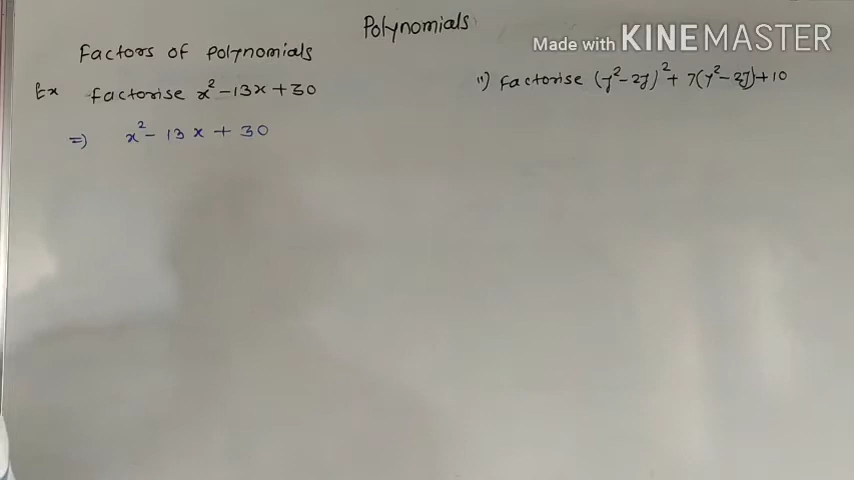 Polynomials
Made with KINEMASTER
Factors of polynomials
Ex factorise x² - 13x + 30
=) x² - 13x + 30
ii) factorise (y² - 2y)² + 7(y² - 2y) + 10